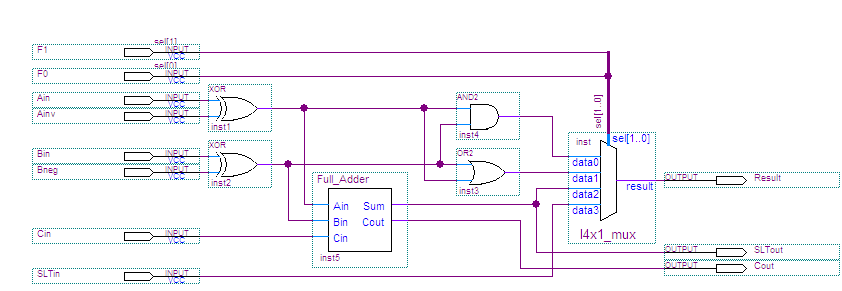 F1
INPUT
VCC
sel[1]
F0
INPUT
VCC
sel[0]
Ain
INPUT
VCC
Ainv
INPUT
VCC
XOR
inst1
Bin
INPUT
VCC
Bneg
INPUT
VCC
XOR
inst2
AND2
inst4
OR2
inst3
sel[1..0]
inst
sel[1..0]
data0
data1
data2
data3
result
l4x1_mux
OUTPUT
Result
Full_Adder
Ain Sum
Bin Cout
Cin
inst5
Cin
INPUT
VCC
SLTin
INPUT
VCC
OUTPUT
SLTout
OUTPUT
Cout